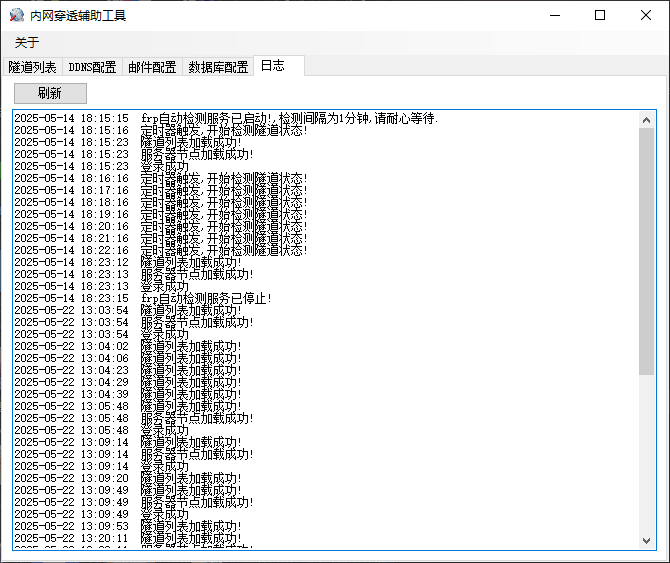 内网穿透辅助工具
关于
隧道列表 DDNS配置 邮件配置 数据库配置 日志
刷新
2025-05-14 18:15:15 frp自动检测服务已启动!,检测间隔为1分钟,请耐心等待.
2025-05-14 18:15:16 定时器触发,开始检测隧道状态!
2025-05-14 18:15:23 隧道列表加载成功!
2025-05-14 18:15:23 服务器节点加载成功!
2025-05-14 18:15:23 登录成功
2025-05-14 18:16:16 定时器触发,开始检测隧道状态!
2025-05-14 18:17:16 定时器触发,开始检测隧道状态!
2025-05-14 18:18:16 定时器触发,开始检测隧道状态!
2025-05-14 18:19:16 定时器触发,开始检测隧道状态!
2025-05-14 18:20:16 定时器触发,开始检测隧道状态!
2025-05-14 18:21:16 定时器触发,开始检测隧道状态!
2025-05-14 18:22:16 定时器触发,开始检测隧道状态!
2025-05-14 18:23:12 隧道列表加载成功!
2025-05-14 18:23:13 服务器节点加载成功!
2025-05-14 18:23:13 登录成功
2025-05-14 18:23:15 frp自动检测服务已停止!
2025-05-22 13:03:54 隧道列表加载成功!
2025-05-22 13:03:54 服务器节点加载成功!
2025-05-22 13:03:54 登录成功
2025-05-22 13:04:02 隧道列表加载成功!
2025-05-22 13:04:06 隧道列表加载成功!
2025-05-22 13:04:23 隧道列表加载成功!
2025-05-22 13:04:29 隧道列表加载成功!
2025-05-22 13:04:39 隧道列表加载成功!
2025-05-22 13:05:48 隧道列表加载成功!
2025-05-22 13:05:48 服务器节点加载成功!
2025-05-22 13:05:48 登录成功
2025-05-22 13:09:14 隧道列表加载成功!
2025-05-22 13:09:14 服务器节点加载成功!
2025-05-22 13:09:14 登录成功
2025-05-22 13:09:20 隧道列表加载成功!
2025-05-22 13:09:49 隧道列表加载成功!
2025-05-22 13:09:49 服务器节点加载成功!
2025-05-22 13:09:49 登录成功
2025-05-22 13:09:53 隧道列表加载成功!
2025-05-22 13:20:11 隧道列表加载成功!